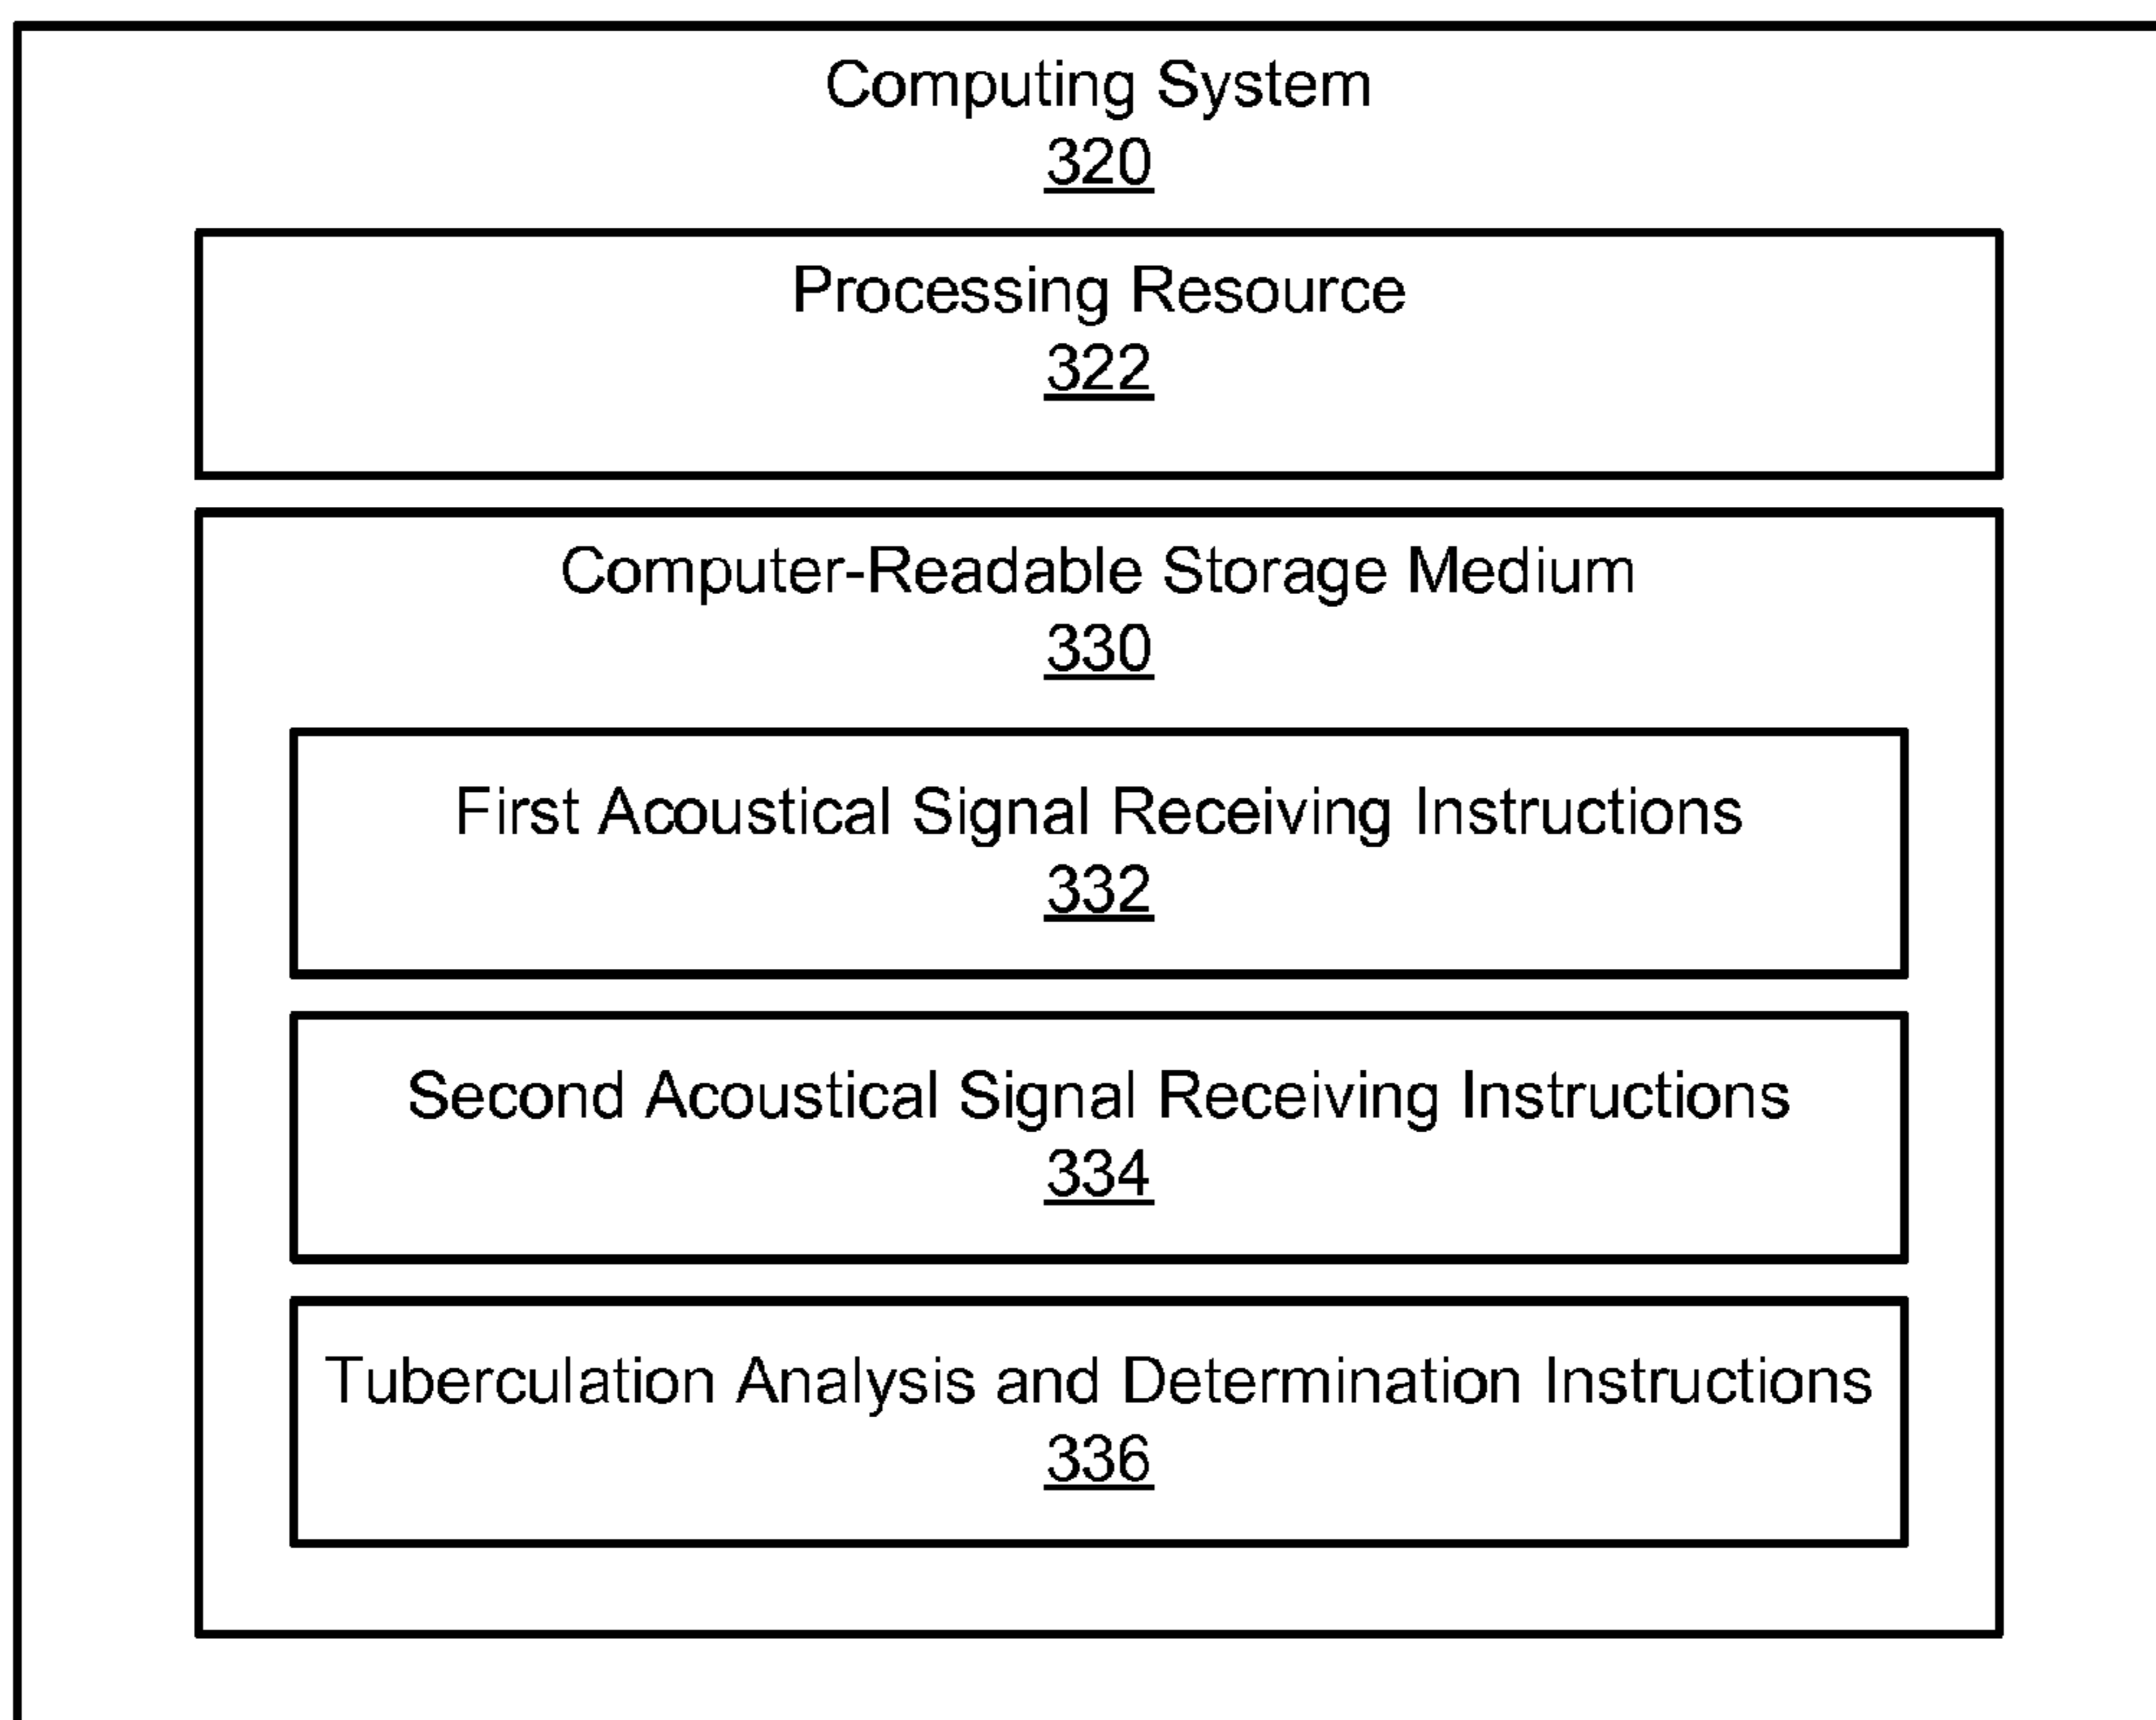 Computing System
320
Processing Resource
322
Computer-Readable Storage Medium
330
First Acoustical Signal Receiving Instructions
332
Second Acoustical Signal Receiving Instructions
334
Tuberculation Analysis and Determination Instructions
336